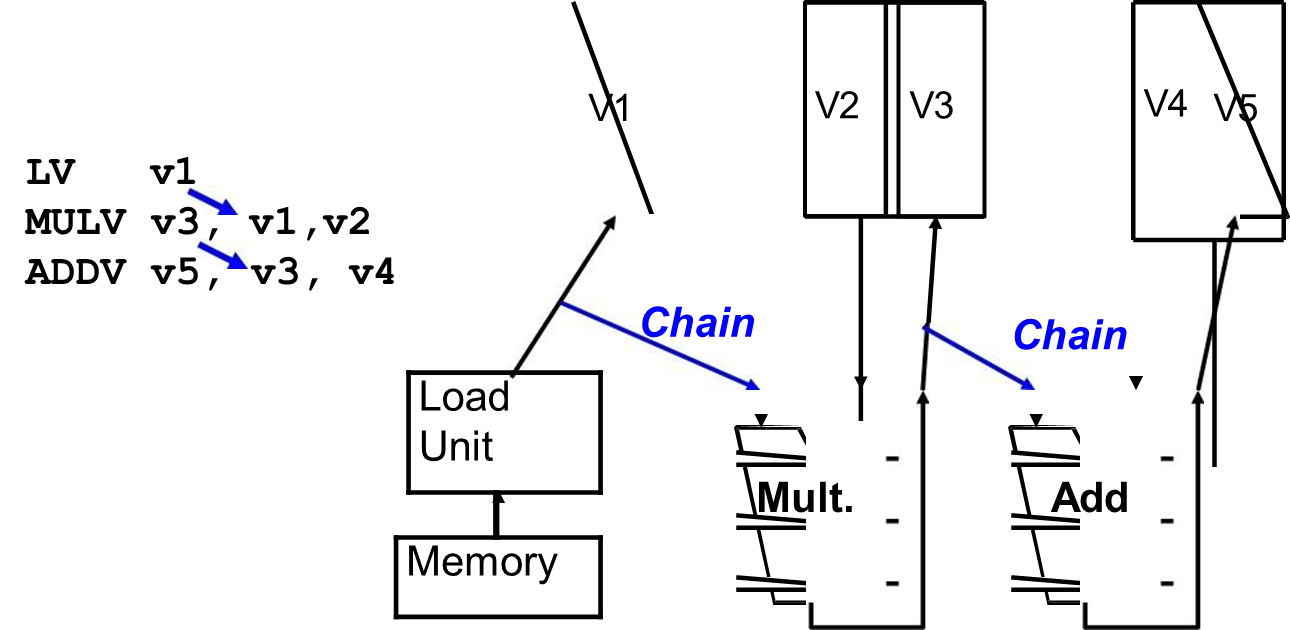 LV v1
MULV v3, v1,v2
ADDV v5, v3, v4
V1
V2
V3
V4
V5
Chain
Chain
Load
Unit
Mult.
Add
Memory